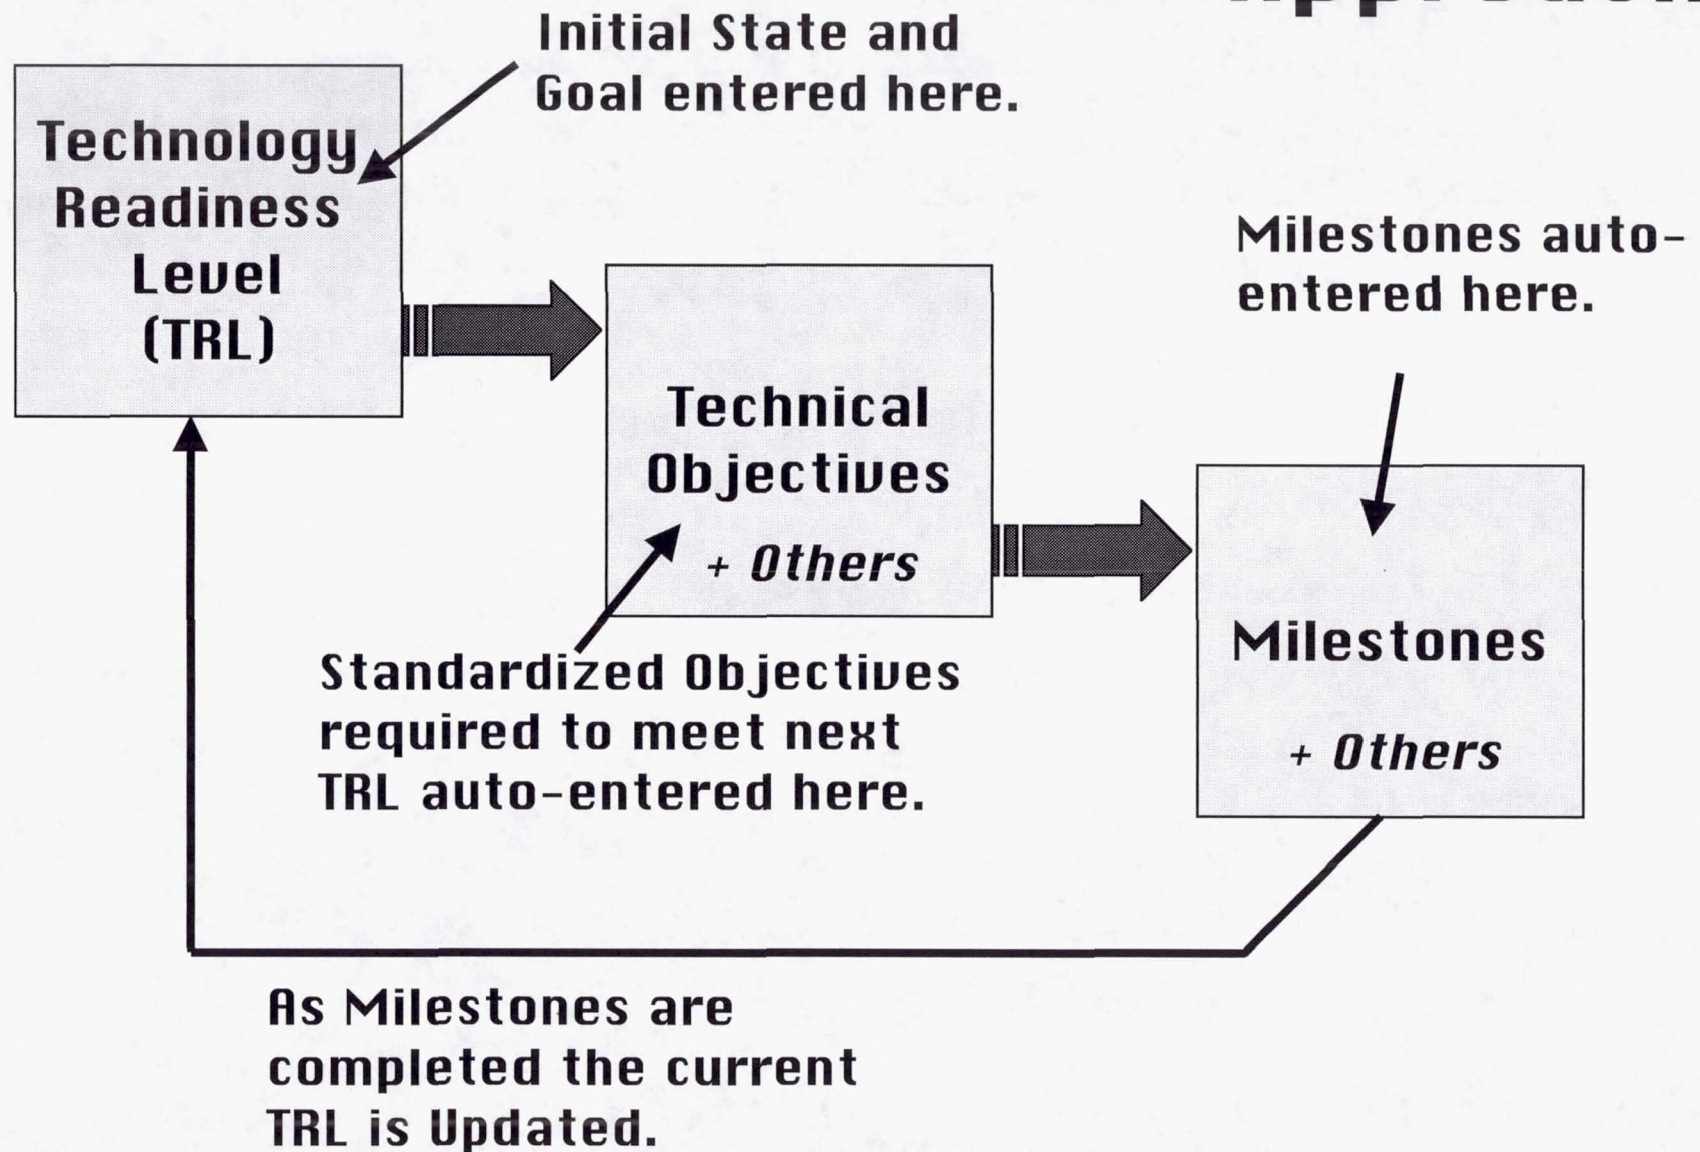 Initial State and
Goal entered here.
Technology
Readiness
Level
(TRL)
Milestones auto-
entered here.
Technical
Objectives
+ Others
Standardized Objectives
required to meet next
TRL auto-entered here.
Milestones
+ Others
As Milestones are
completed the current
TRL is Updated.